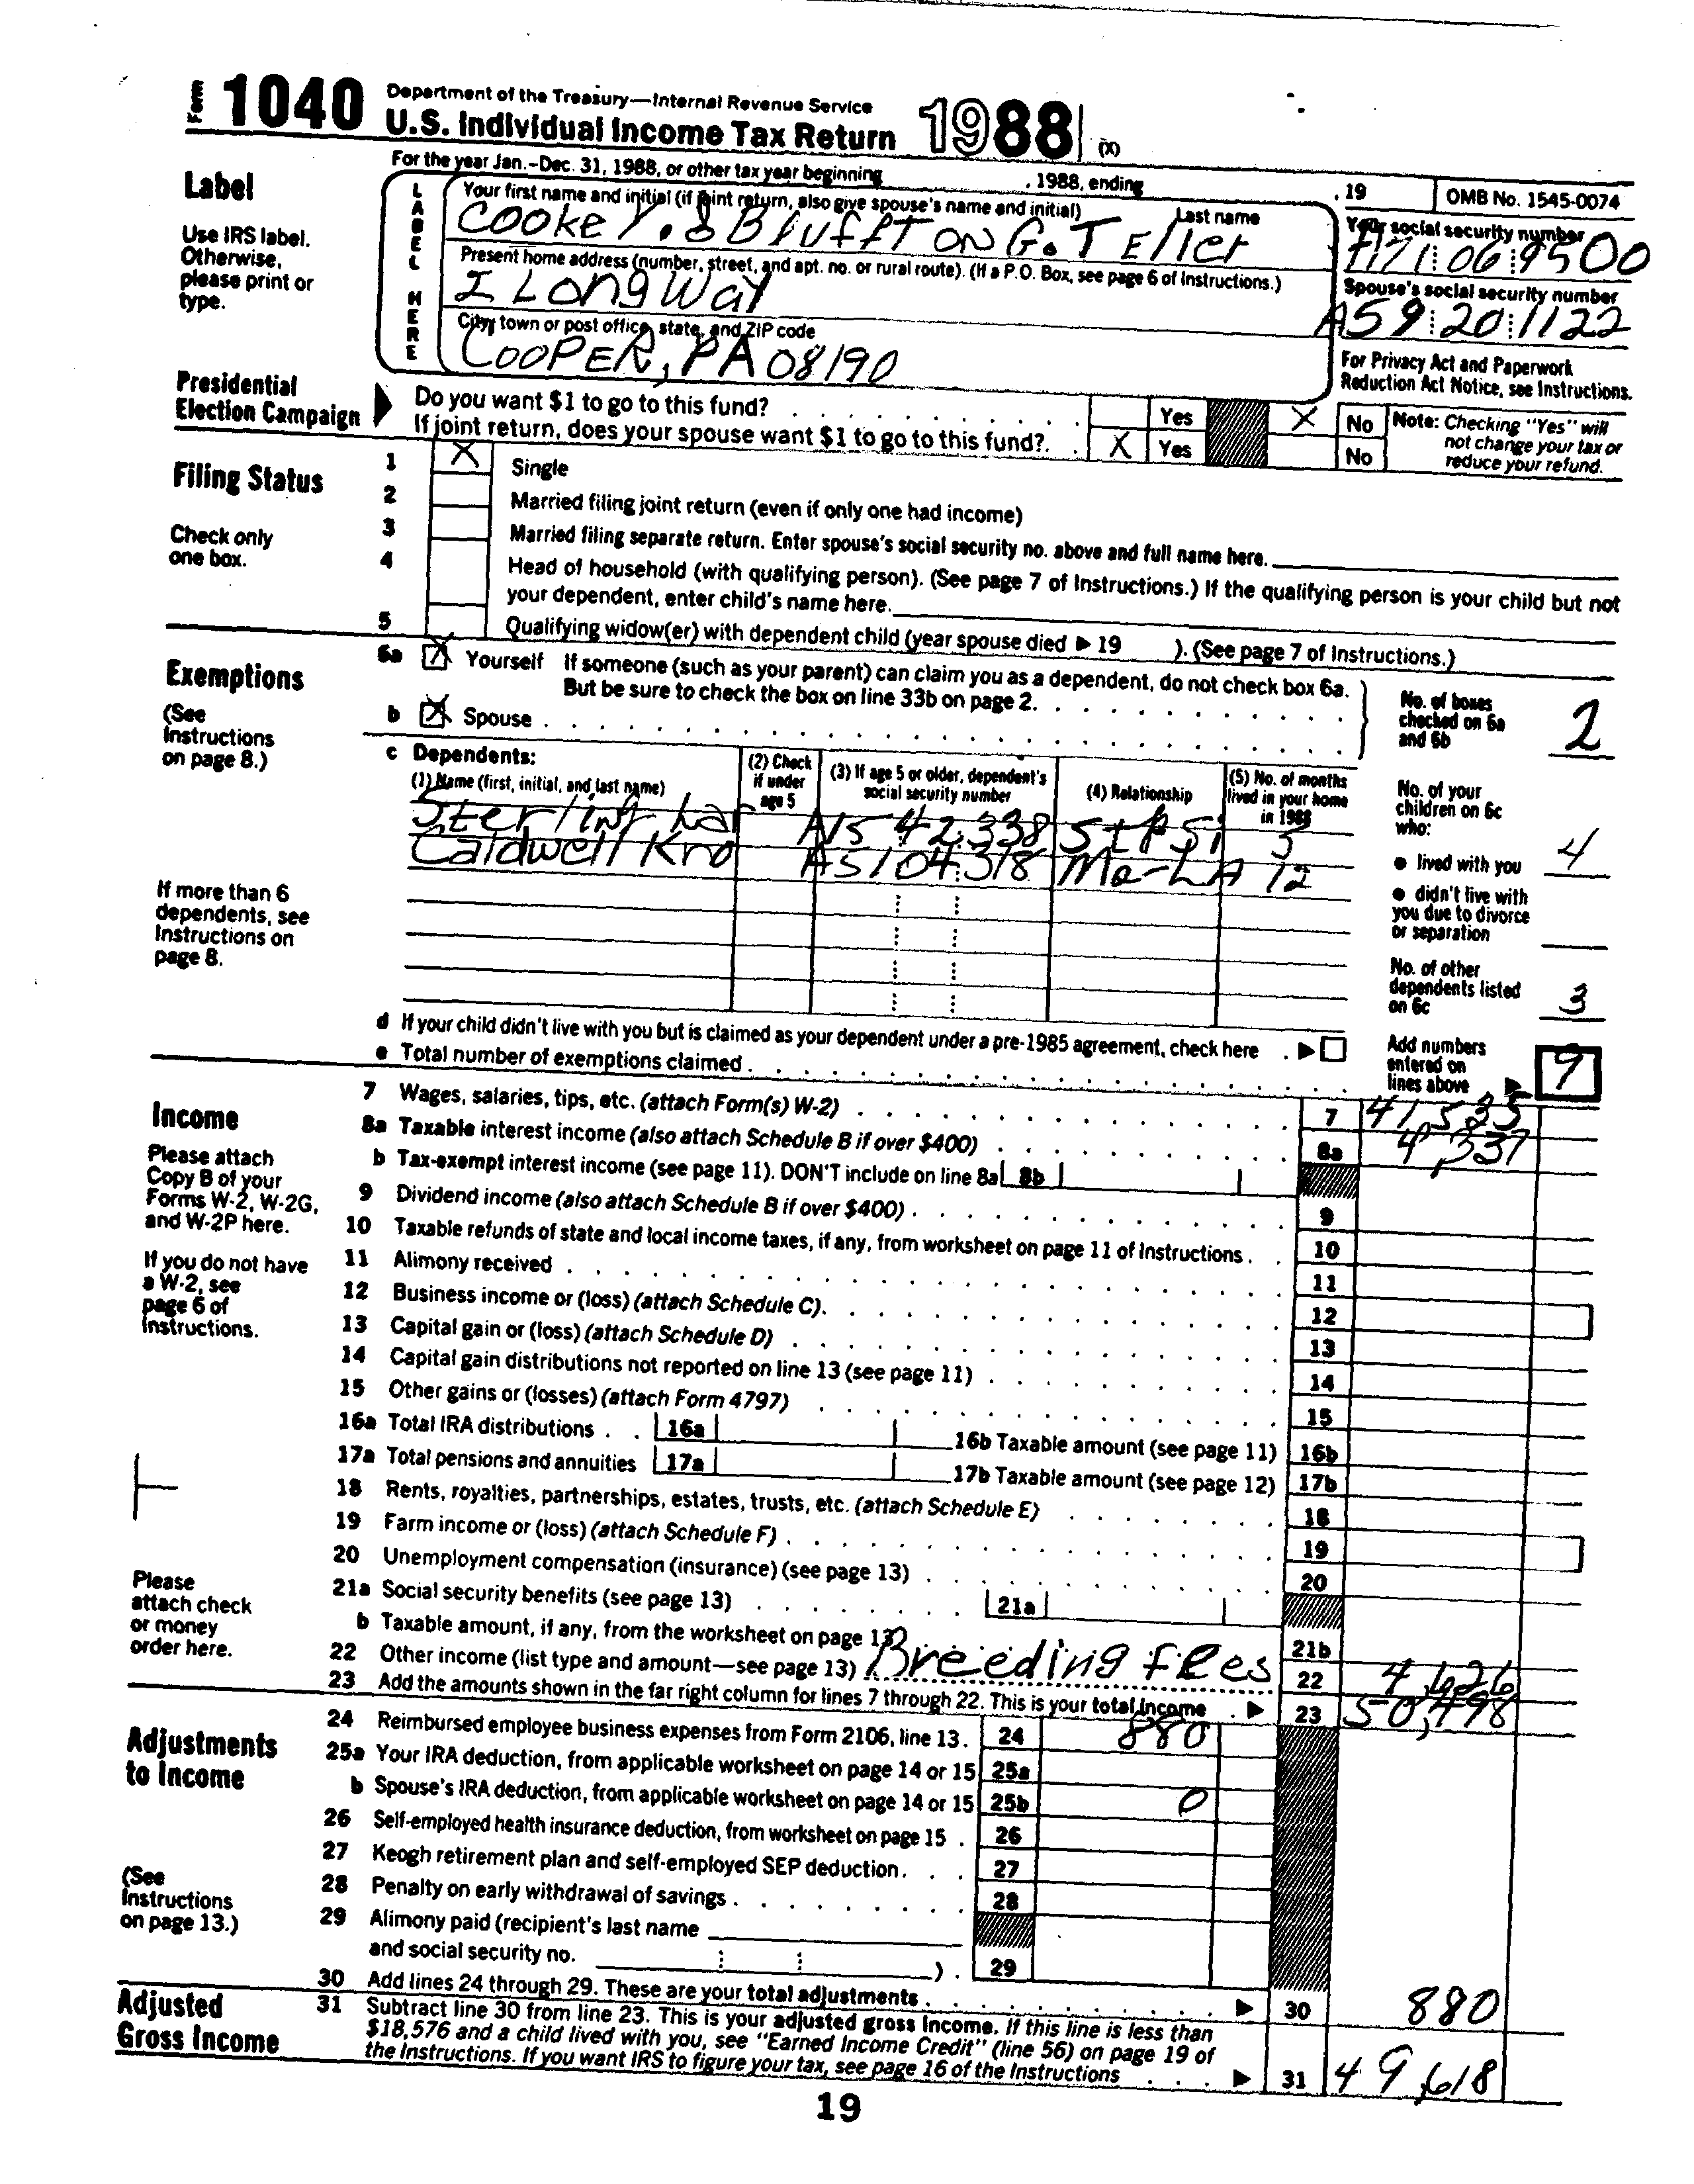 Form 1040 Department of the Treasury—Internal Revenue Service
U.S. Individual Income Tax Return 1988 (X)
For the year Jan.-Dec. 31, 1988, or other tax year beginning , 1988, ending , 19 OMB No. 1545-0074
Label
Use IRS label. Otherwise, please print or type.
LABEL HERE
Your first name and initial (if joint return, also give spouse's name and initial) Last name
Cooke Y. & Bluffton G. Teller
Your social security number
A71 06 9500
Present home address (number, street, and apt. no. or rural route). (If a P.O. Box, see page 6 of Instructions.)
I Long Way
Spouse's social security number
A59 20 1122
City, town or post office, state, and ZIP code
COOPER, PA 08190
For Privacy Act and Paperwork Reduction Act Notice, see Instructions.
Presidential Election Campaign
Do you want $1 to go to this fund? Yes X No
If joint return, does your spouse want $1 to go to this fund? X Yes No
Note: Checking "Yes" will not change your tax or reduce your refund.
Filing Status
Check only one box.
1 X Single
2 Married filing joint return (even if only one had income)
3 Married filing separate return. Enter spouse's social security no. above and full name here.
4 Head of household (with qualifying person). (See page 7 of Instructions.) If the qualifying person is your child but not
your dependent, enter child's name here.
5 Qualifying widow(er) with dependent child (year spouse died ▶ 19 ). (See page 7 of Instructions.)
Exemptions
(See Instructions on page 8.)
6a X Yourself If someone (such as your parent) can claim you as a dependent, do not check box 6a.
But be sure to check the box on line 33b on page 2.
b X Spouse
No. of boxes checked on 6a and 6b 2
c Dependents:
(1) Name (first, initial, and last name)
(2) Check if under age 5
(3) If age 5 or older, dependent's social security number
(4) Relationship
(5) No. of months lived in your home in 1988
Sterling Lar A15 42 338 StpSi 5
Caldwell Kno A51 04 318 Mo-LA 12
If more than 6 dependents, see Instructions on page 8.
No. of your children on 6c who:
● lived with you 4
● didn't live with you due to divorce or separation
No. of other dependents listed on 6c 3
d If your child didn't live with you but is claimed as your dependent under a pre-1985 agreement, check here ▶
e Total number of exemptions claimed
Add numbers entered on lines above ▶ 9
Income
Please attach Copy B of your Forms W-2, W-2G, and W-2P here.
If you do not have a W-2, see page 6 of Instructions.
7 Wages, salaries, tips, etc. (attach Form(s) W-2) 7 41,535
8a Taxable interest income (also attach Schedule B if over $400) 8a 4,337
b Tax-exempt interest income (see page 11). DON'T include on line 8a 8b
9 Dividend income (also attach Schedule B if over $400) 9
10 Taxable refunds of state and local income taxes, if any, from worksheet on page 11 of Instructions 10
11 Alimony received 11
12 Business income or (loss) (attach Schedule C) 12
13 Capital gain or (loss) (attach Schedule D) 13
14 Capital gain distributions not reported on line 13 (see page 11) 14
15 Other gains or (losses) (attach Form 4797) 15
16a Total IRA distributions 16a 16b Taxable amount (see page 11) 16b
17a Total pensions and annuities 17a 17b Taxable amount (see page 12) 17b
18 Rents, royalties, partnerships, estates, trusts, etc. (attach Schedule E) 18
19 Farm income or (loss) (attach Schedule F) 19
20 Unemployment compensation (insurance) (see page 13) 20
Please attach check or money order here.
21a Social security benefits (see page 13) 21a
b Taxable amount, if any, from the worksheet on page 13 21b
22 Other income (list type and amount—see page 13) Breeding fees 22 4,626
23 Add the amounts shown in the far right column for lines 7 through 22. This is your total income ▶ 23 50,498
Adjustments to Income
(See Instructions on page 13.)
24 Reimbursed employee business expenses from Form 2106, line 13 24 880
25a Your IRA deduction, from applicable worksheet on page 14 or 15 25a
b Spouse's IRA deduction, from applicable worksheet on page 14 or 15 25b 0
26 Self-employed health insurance deduction, from worksheet on page 15 26
27 Keogh retirement plan and self-employed SEP deduction 27
28 Penalty on early withdrawal of savings 28
29 Alimony paid (recipient's last name
and social security no. ) 29
30 Add lines 24 through 29. These are your total adjustments ▶ 30 880
Adjusted Gross Income
31 Subtract line 30 from line 23. This is your adjusted gross income. If this line is less than
$18,576 and a child lived with you, see "Earned Income Credit" (line 56) on page 19 of
the Instructions. If you want IRS to figure your tax, see page 16 of the Instructions ▶ 31 49,618
19